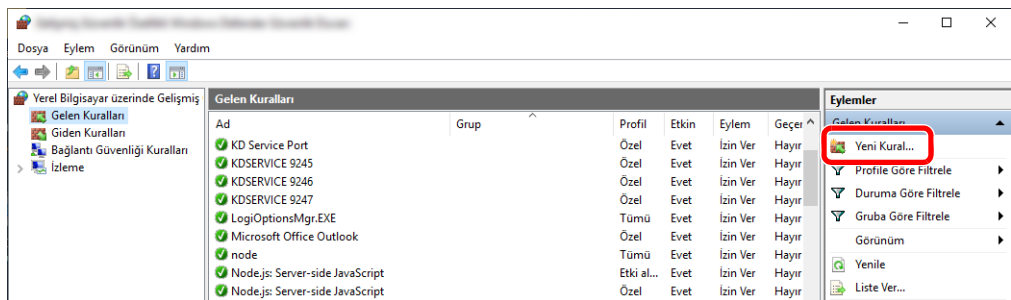 Dosya Eylem Görünüm Yardım
Yerel Bilgisayar üzerinde Gelişmiş
Gelen Kuralları
Giden Kuralları
Bağlantı Güvenliği Kuralları
İzleme
Gelen Kuralları
Ad Grup Profil Etkin Eylem Geçer
KD Service Port Özel Evet İzin Ver Hayır
KDSERVICE 9245 Özel Evet İzin Ver Hayır
KDSERVICE 9246 Özel Evet İzin Ver Hayır
KDSERVICE 9247 Özel Evet İzin Ver Hayır
LogiOptionsMgr.EXE Tümü Evet İzin Ver Hayır
Microsoft Office Outlook Özel Evet İzin Ver Hayır
node Tümü Evet İzin Ver Hayır
Node.js: Server-side JavaScript Etki al... Evet İzin Ver Hayır
Node.js: Server-side JavaScript Özel Evet İzin Ver Hayır
Eylemler
Gelen Kuralları
Yeni Kural...
Profile Göre Filtrele
Duruma Göre Filtrele
Gruba Göre Filtrele
Görünüm
Yenile
Liste Ver...